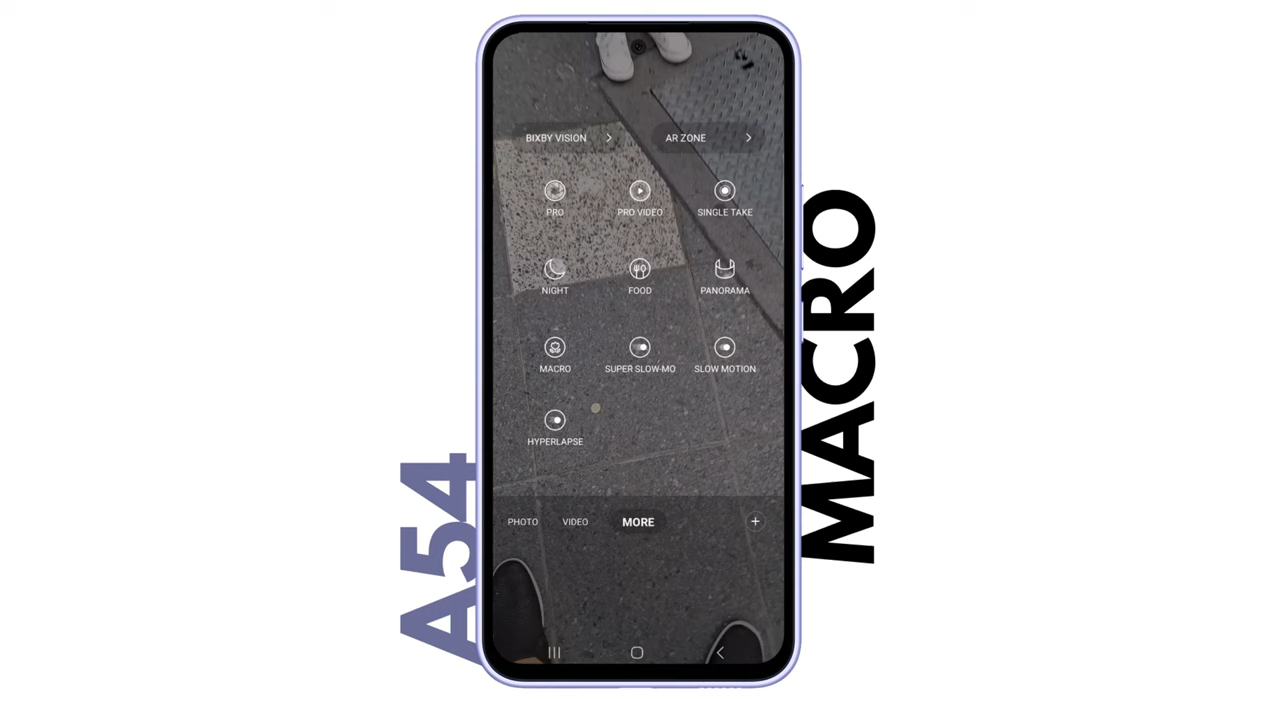 BIXBY VISION
AR ZONE
PRO
PRO VIDEO
SINGLE TAKE
NIGHT
FOOD
PANORAMA
MACRO
SUPER SLOW-MO
SLOW MOTION
HYPERLAPSE
PHOTO
VIDEO
MORE
A54
MACRO